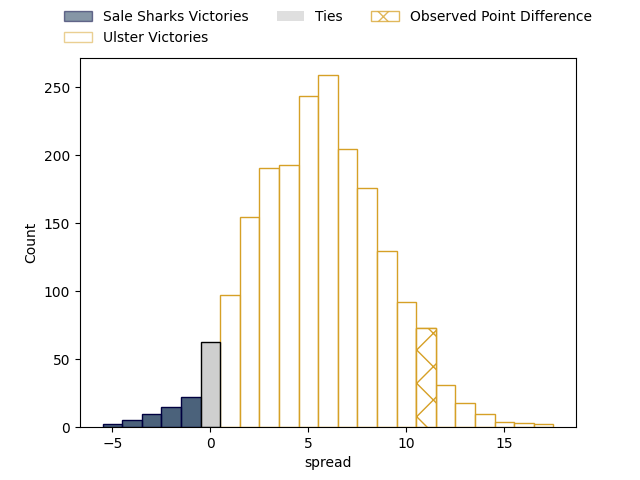 Sale Sharks Victories
Ties
Observed Point Difference
Ulster Victories
250
200
150
100
50
0
Count
−5
0
5
10
15
spread